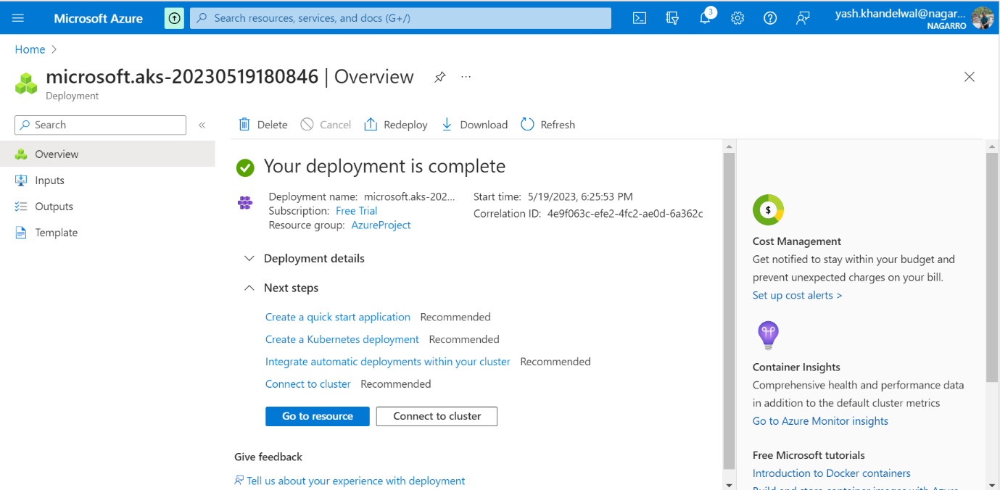 Microsoft Azure
Search resources, services, and docs (G+/)
3
yash.khandelwal@nagar...
NAGARRO
Home
microsoft.aks-20230519180846 | Overview
...
Deployment
Search
«
Delete
Cancel
Redeploy
Download
Refresh
Overview
Inputs
Outputs
Template
Your deployment is complete
Deployment name: microsoft.aks-202...
Subscription: Free Trial
Resource group: AzureProject
Start time: 5/19/2023, 6:25:53 PM
Correlation ID: 4e9f063c-efe2-4fc2-ae0d-6a362c
Deployment details
Next steps
Create a quick start application Recommended
Create a Kubernetes deployment Recommended
Integrate automatic deployments within your cluster Recommended
Connect to cluster Recommended
Go to resource
Connect to cluster
Give feedback
Tell us about your experience with deployment
$
Cost Management
Get notified to stay within your budget and
prevent unexpected charges on your bill.
Set up cost alerts >
Container Insights
Comprehensive health and performance data
in addition to the default cluster metrics
Go to Azure Monitor insights
Free Microsoft tutorials
Introduction to Docker containers
Build and store container images with Azure